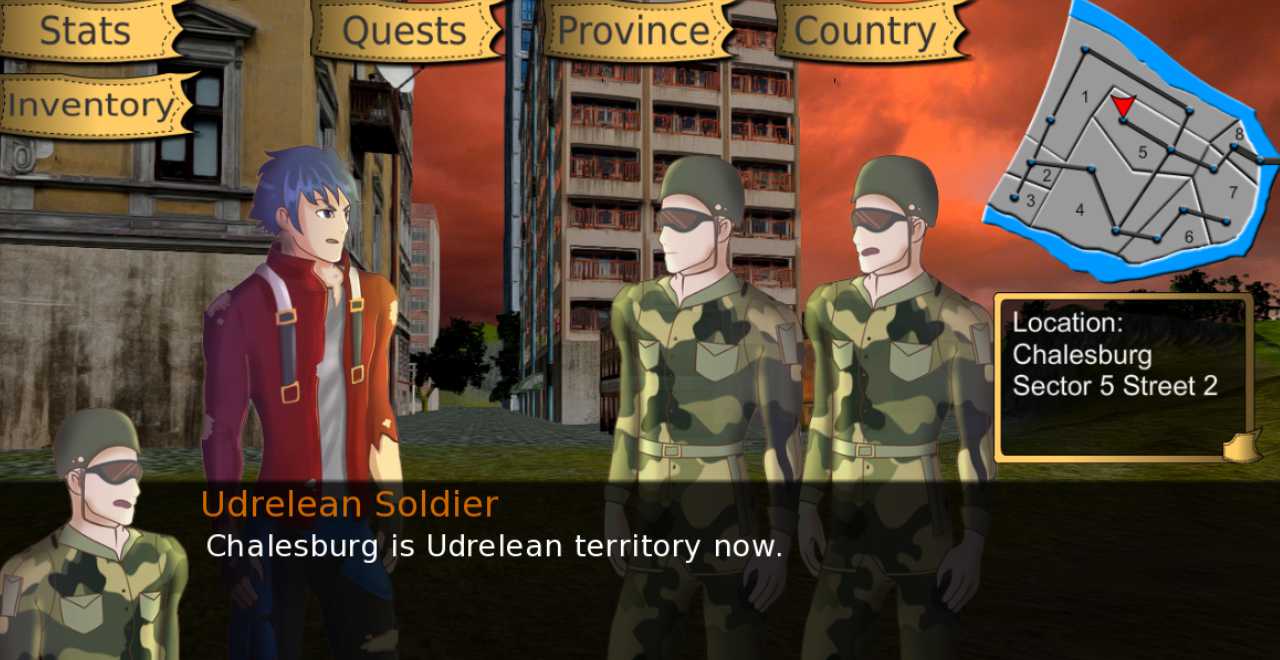 Stats
Quests
Province
Country
Inventory
1
2
3
4
5
6
7
8
Location:
Chalesburg
Sector 5 Street 2
Udrelean Soldier
Chalesburg is Udrelean territory now.